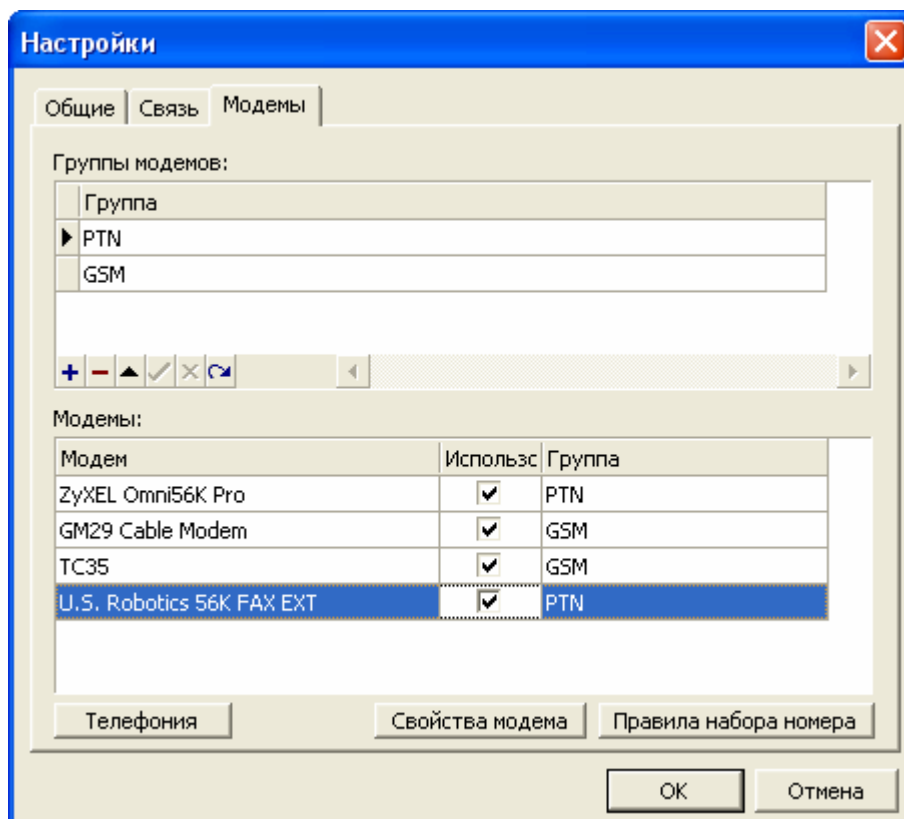 Настройки
Общие Связь Модемы
Группы модемов:
Группа
PTN
GSM
Модемы:
Модем Использс Группа
ZyXEL Omni56K Pro PTN
GM29 Cable Modem GSM
TC35 GSM
U.S. Robotics 56K FAX EXT PTN
Телефония Свойства модема Правила набора номера
OK Отмена